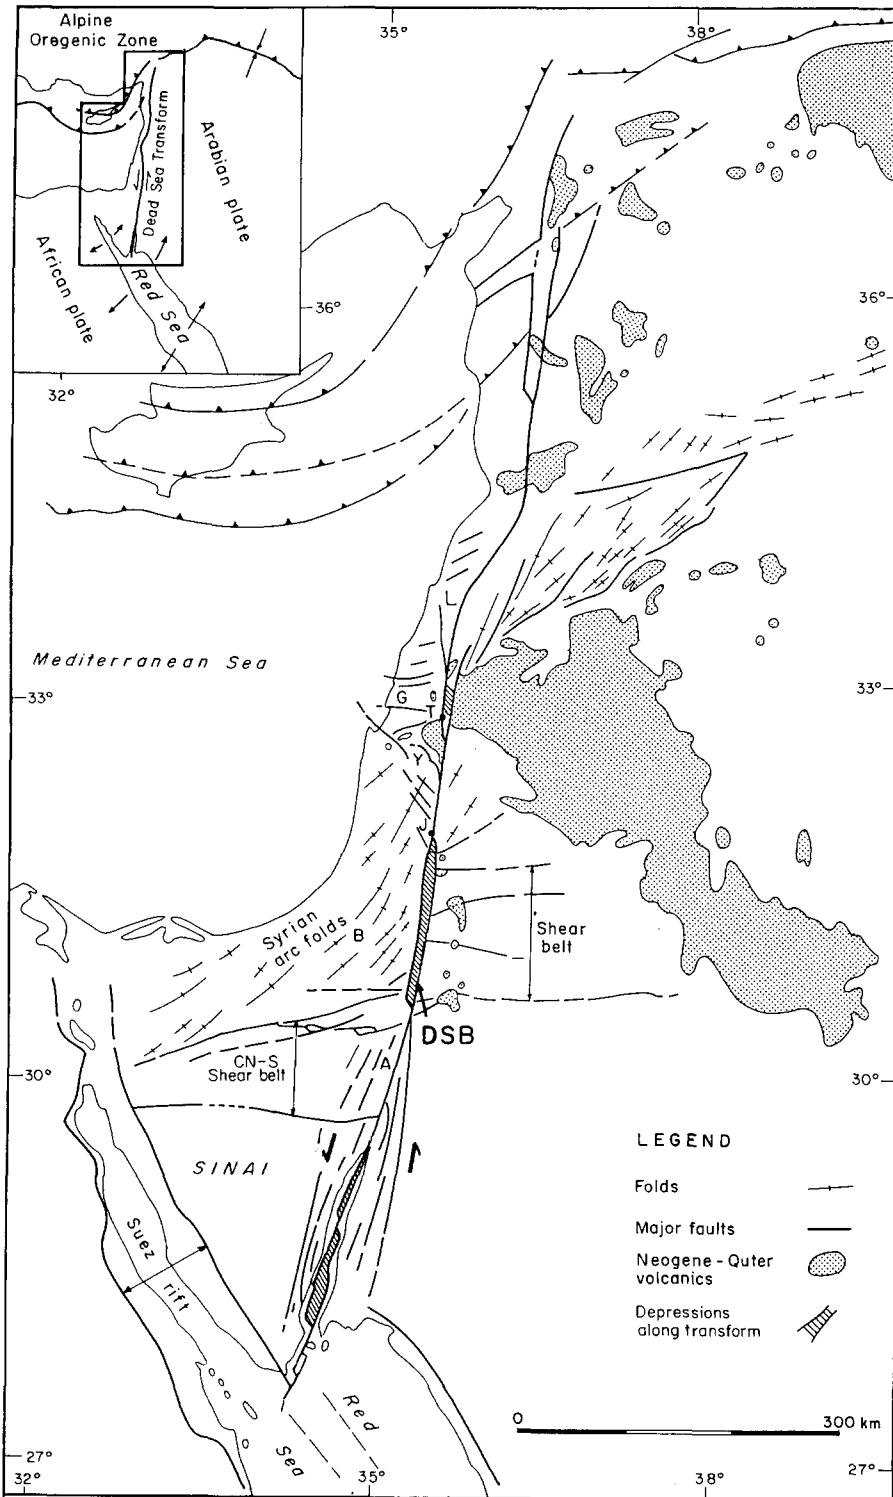 Alpine
Orogenic Zone
Dead Sea Transform
Arabian plate
African plate
Red Sea
35°
38°
36°
36°
32°
Mediterranean Sea
L
33°
33°
G
T
Y
J
Syrian
arc folds
B
Shear
belt
DSB
CN-S
Shear belt
A
30°
30°
SINAI
Suez
rift
Red
Sea
LEGEND
Folds
Major faults
Neogene - Quter
volcanics
Depressions
along transform
0
300 km
27°
27°
32°
35°
38°